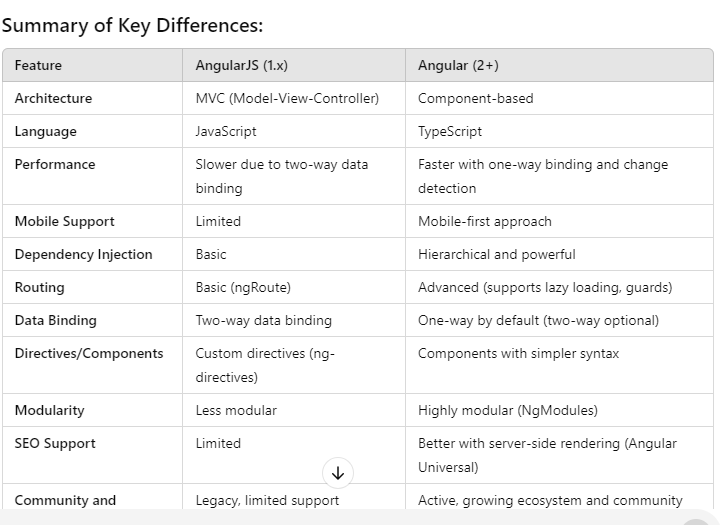 Summary of Key Differences:
Feature AngularJS (1.x) Angular (2+)
Architecture MVC (Model-View-Controller) Component-based
Language JavaScript TypeScript
Performance Slower due to two-way data Faster with one-way binding and change
binding detection
Mobile Support Limited Mobile-first approach
Dependency Injection Basic Hierarchical and powerful
Routing Basic (ngRoute) Advanced (supports lazy loading, guards)
Data Binding Two-way data binding One-way by default (two-way optional)
Directives/Components Custom directives (ng- Components with simpler syntax
directives)
Modularity Less modular Highly modular (NgModules)
SEO Support Limited Better with server-side rendering (Angular
Universal)
Community and Legacy, limited support Active, growing ecosystem and community